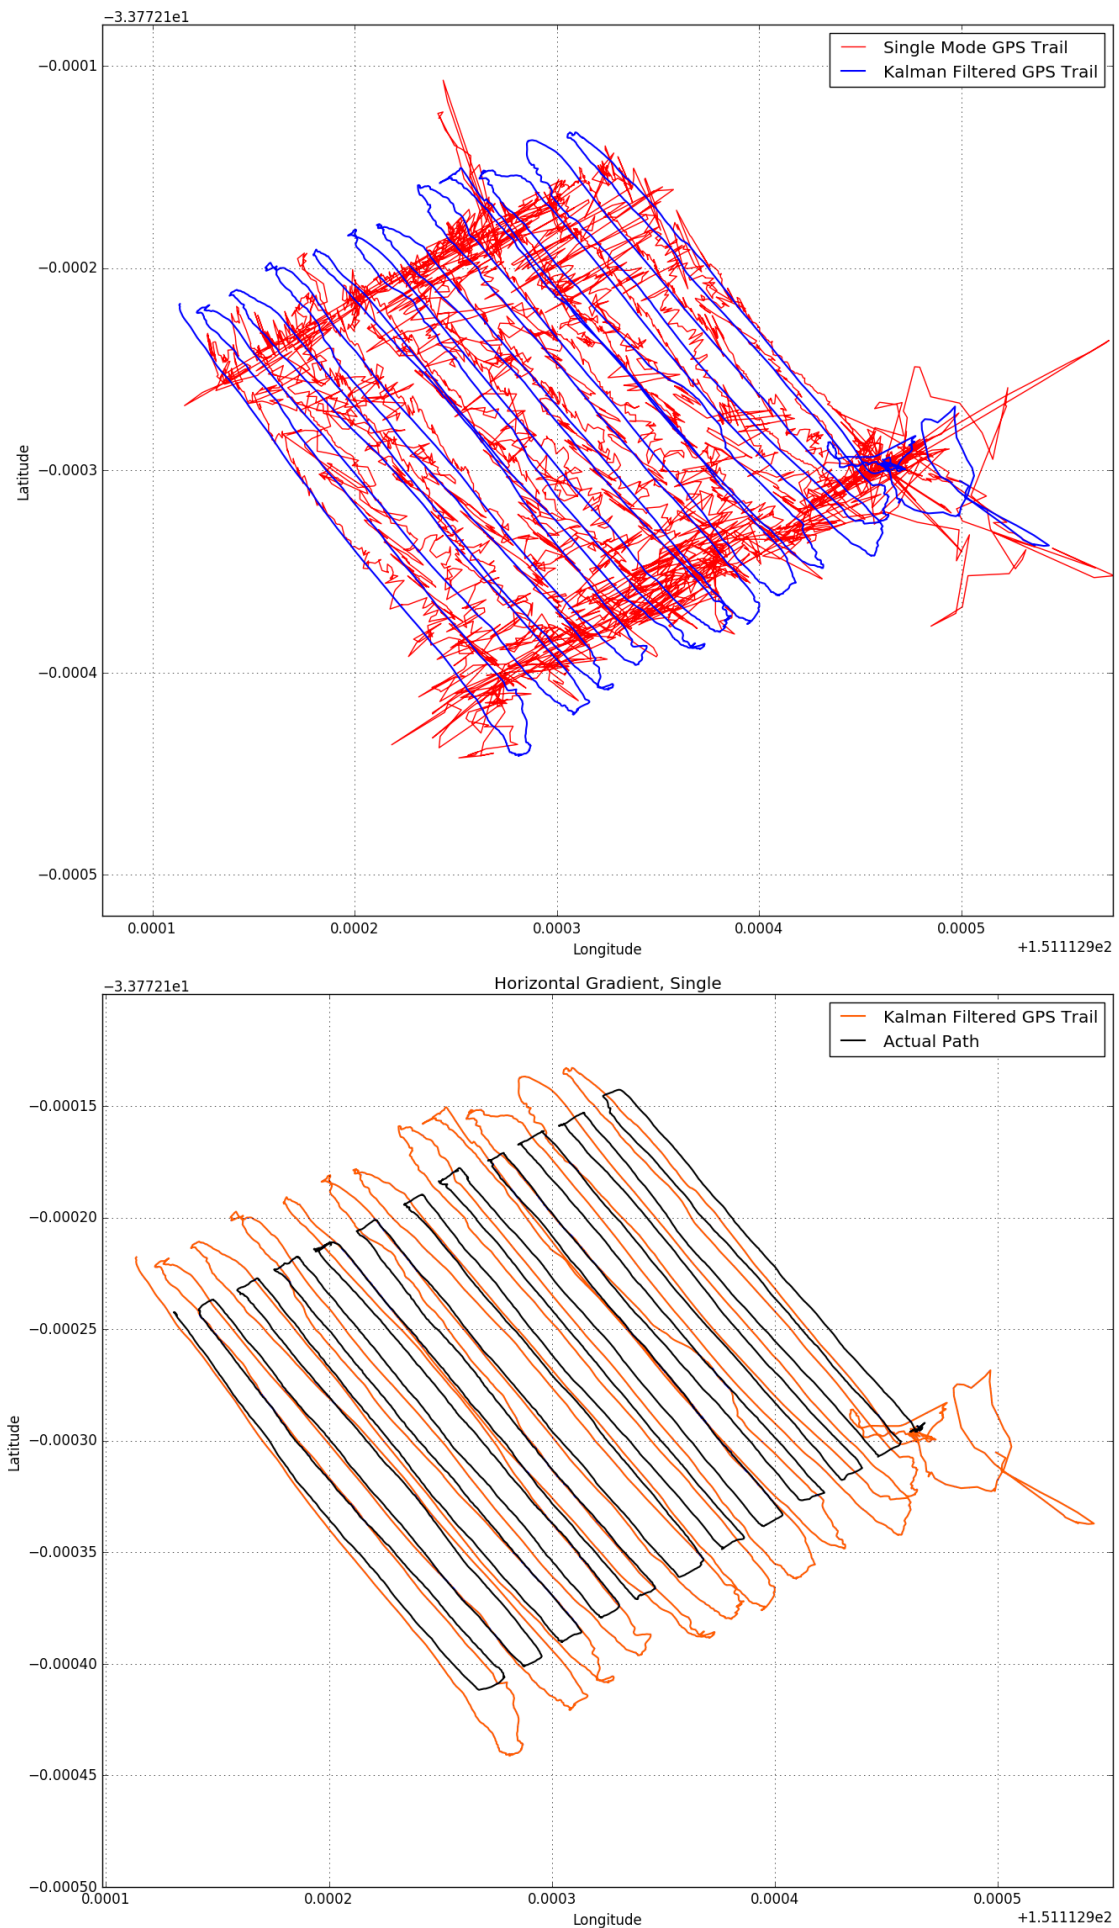 −3.37721e1
Single Mode GPS Trail
Kalman Filtered GPS Trail
−0.0001
−0.0002
−0.0003
−0.0004
−0.0005
Latitude
0.0001 0.0002 0.0003 0.0004 0.0005
Longitude
+1.511129e2
−3.37721e1 Horizontal Gradient, Single
Kalman Filtered GPS Trail
Actual Path
−0.00015
−0.00020
−0.00025
−0.00030
−0.00035
−0.00040
−0.00045
−0.00050
Latitude
0.0001 0.0002 0.0003 0.0004 0.0005
Longitude
+1.511129e2